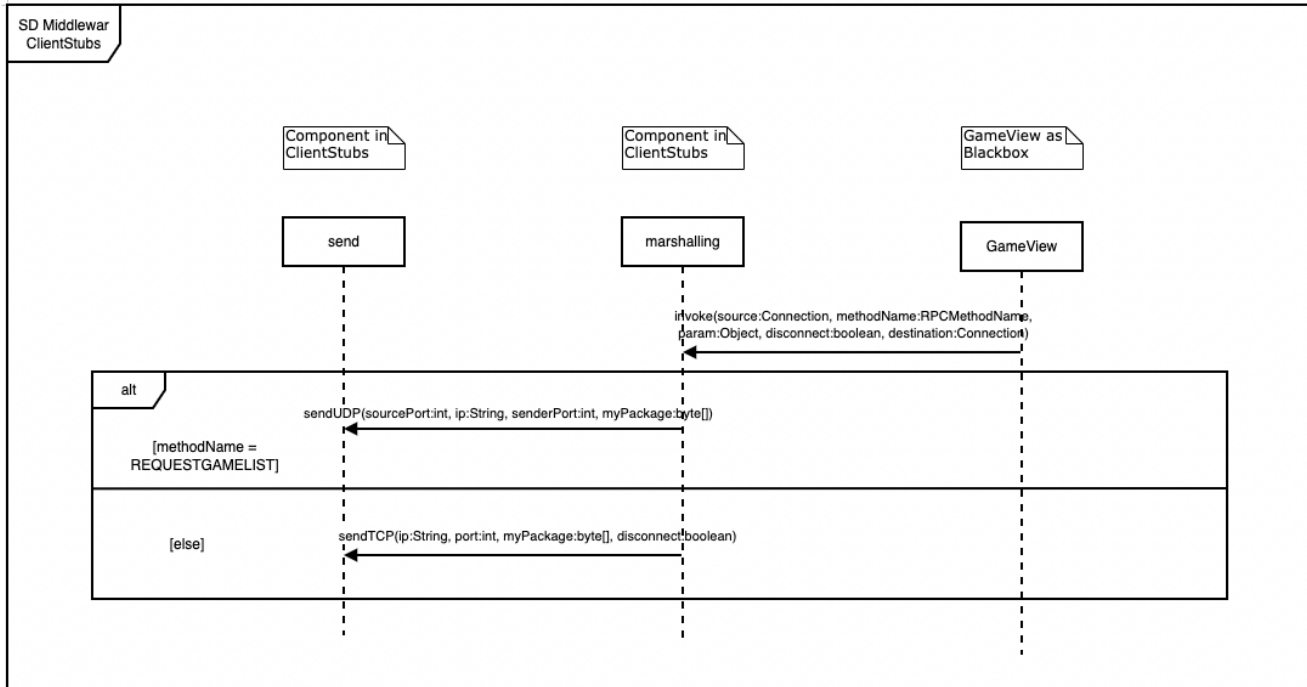 SD Middlewar
ClientStubs
Component in
ClientStubs
Component in
ClientStubs
GameView as
Blackbox
send
marshalling
GameView
invoke(source:Connection, methodName:RPCMethodName,
param:Object, disconnect:boolean, destination:Connection)
alt
sendUDP(sourcePort:int, ip:String, senderPort:int, myPackage:byte[])
[methodName =
REQUESTGAMELIST]
sendTCP(ip:String, port:int, myPackage:byte[], disconnect:boolean)
[else]